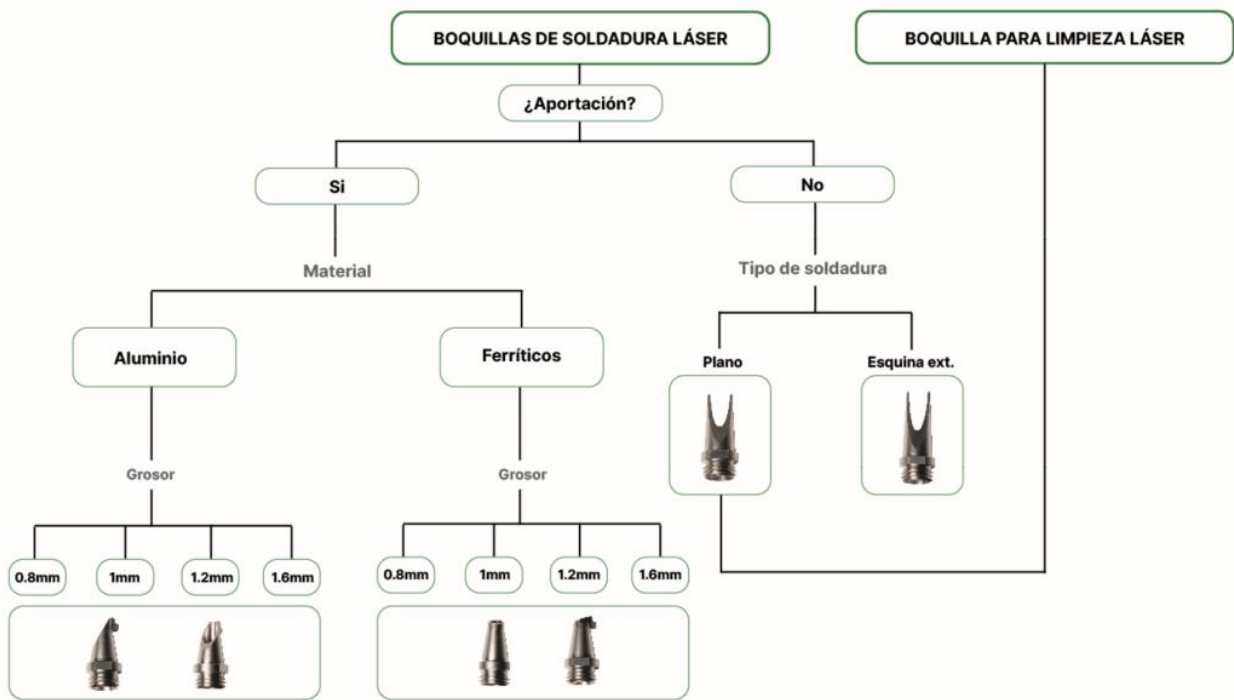 BOQUILLAS DE SOLDADURA LÁSER
BOQUILLA PARA LIMPIEZA LÁSER
¿Aportación?
Si
No
Material
Tipo de soldadura
Aluminio
Ferríticos
Plano
Esquina ext.
Grosor
Grosor
0.8mm
1mm
1.2mm
1.6mm
0.8mm
1mm
1.2mm
1.6mm